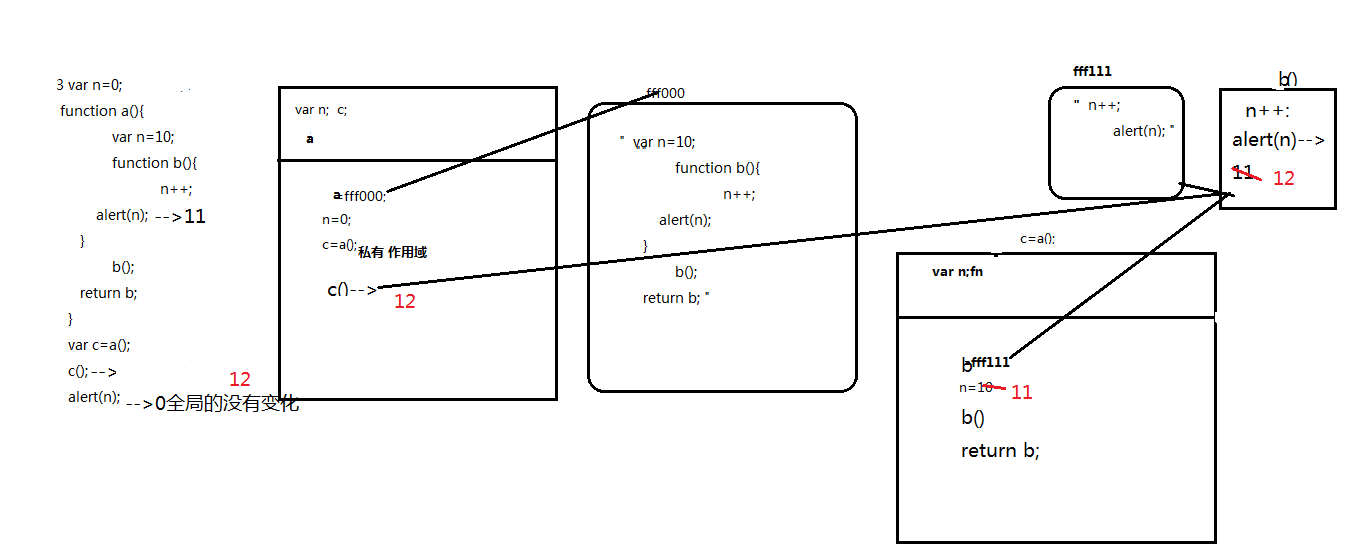 3 var n=0;
function a(){
var n=10;
function b(){
n++;
alert(n); -->11
}
b();
return b;
}
var c=a();
c();-->
12
alert(n); -->0全局的没有变化
var n; c;
a
a
fff000;
n=0;
c=a();
私有 作用域
c()-->
12
fff000
" var n=10;
function b(){
n++;
alert(n);
}
b();
return b; "
fff111
" n++;
alert(n); "
b()
n++:
alert(n)-->
11 12
c=a();
var n;fn
b
fff111
n=10 11
b()
return b;